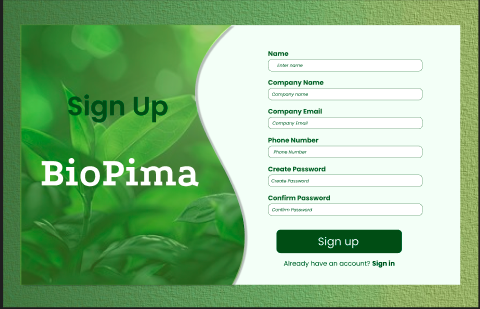 Sign Up
BioPima
Name
Enter name
Company Name
Company name
Company Email
Company Email
Phone Number
Phone Number
Create Password
Create Password
Confirm Password
Confirm Password
Sign up
Already have an account? Sign in